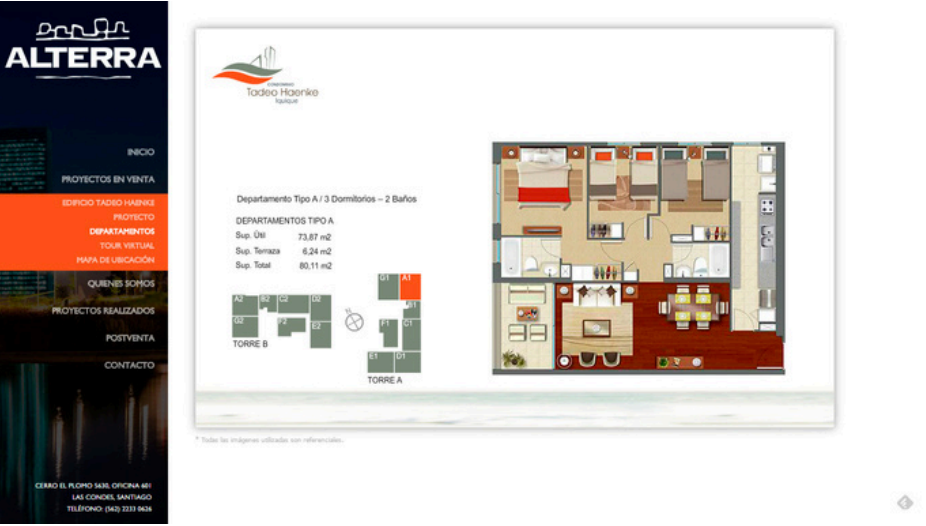 ALTERRA
INICIO
PROYECTOS EN VENTA
EDIFICIO TADEO HAENKE
PROYECTO
DEPARTAMENTOS
TOUR VIRTUAL
MAPA DE UBICACIÓN
QUIENES SOMOS
PROYECTOS REALIZADOS
POSTVENTA
CONTACTO
CERRO EL PLOMO 5630, OFICINA 601
LAS CONDES, SANTIAGO
TELÉFONO: (562) 2233 0626
CONDOMINIO
Tadeo Haenke
Iquique
Departamento Tipo A / 3 Dormitorios – 2 Baños
DEPARTAMENTOS TIPO A
Sup. Útil 73,87 m2
Sup. Terraza 6,24 m2
Sup. Total 80,11 m2
A2 B2 C2 D2
G2 F2 E2
TORRE B
G1 A1
B1
F1 C1
E1 D1
TORRE A
* Todas las imágenes utilizadas son referenciales.